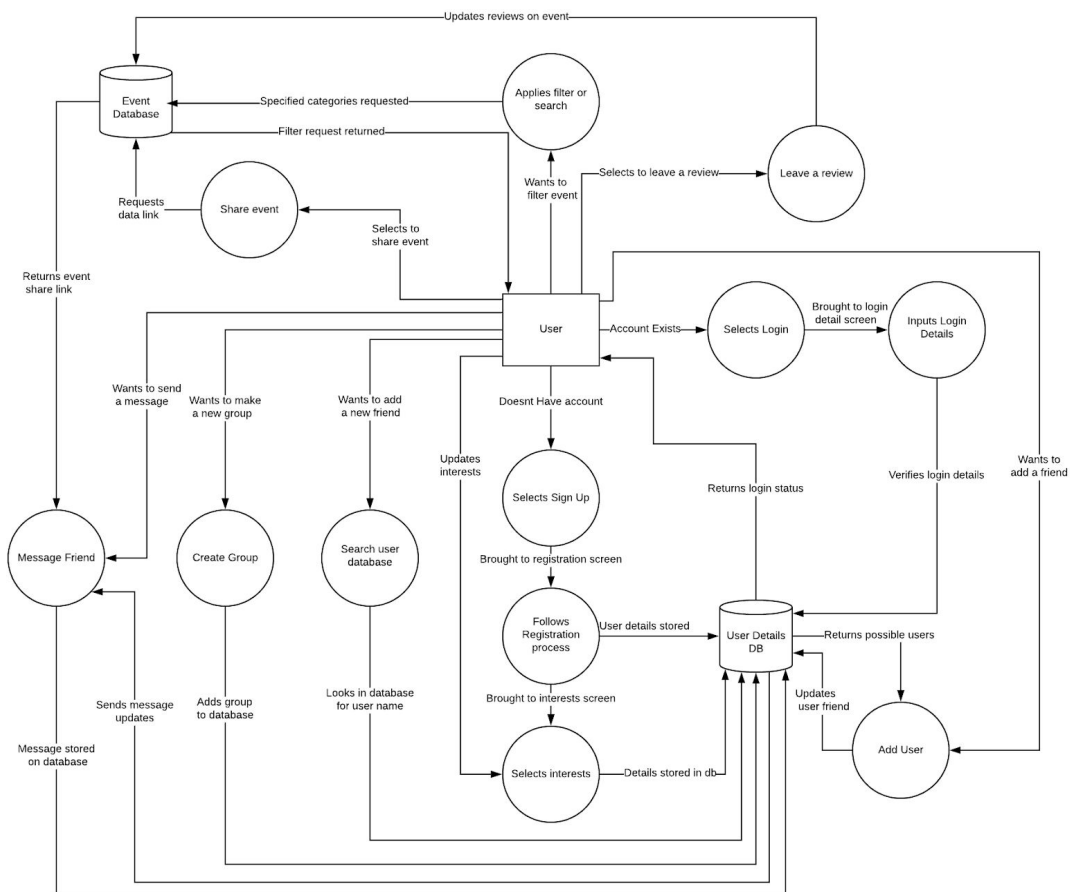 Updates reviews on event
Event
Database
Specified categories requested
Applies filter or
search
Filter request returned
Selects to leave a review
Leave a review
Wants to
filter event
Requests
data link
Share event
Selects to
share event
Returns event
share link
User
Account Exists
Selects Login
Brought to login
detail screen
Inputs Login
Details
Wants to send
a message
Wants to make
a new group
Wants to add
a new friend
Doesnt Have account
Updates
interests
Selects Sign Up
Returns login status
Verifies login details
Wants to
add a friend
Message Friend
Create Group
Search user
database
Brought to registration screen
Follows
Registration
process
User details stored
User Details
DB
Returns possible users
Brought to interests screen
Updates
user friend
Sends message
updates
Adds group
to database
Looks in database
for user name
Message stored
on database
Selects interests
Details stored in db
Add User